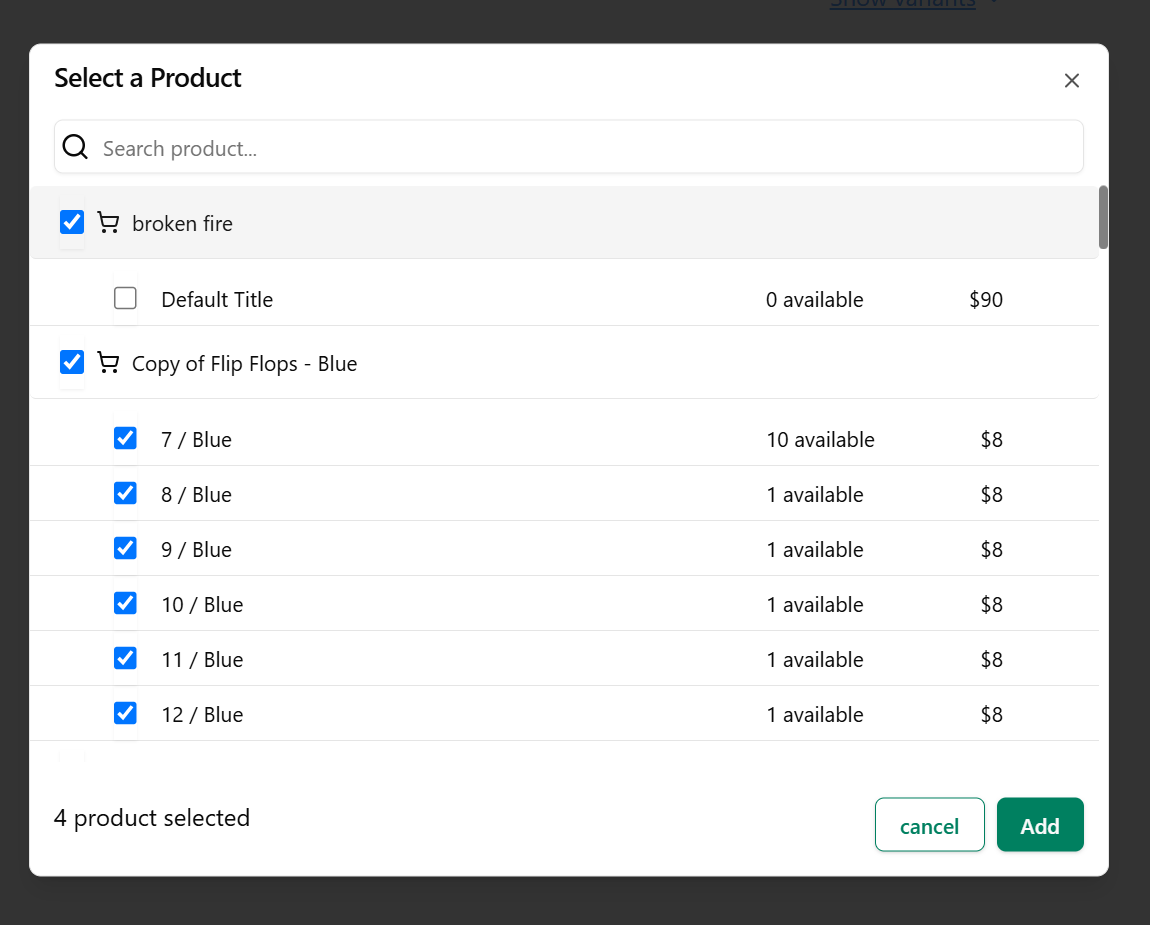 Show Variants
Select a Product
Search product...
broken fire
Default Title 0 available $90
Copy of Flip Flops - Blue
7 / Blue 10 available $8
8 / Blue 1 available $8
9 / Blue 1 available $8
10 / Blue 1 available $8
11 / Blue 1 available $8
12 / Blue 1 available $8
4 product selected
cancel Add